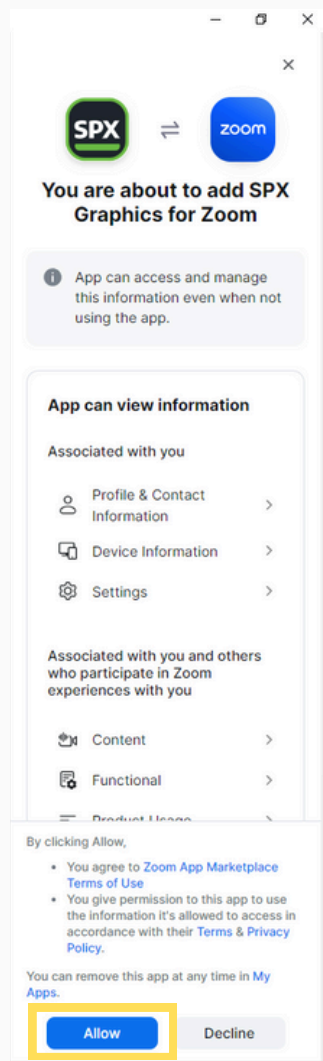 SPX
zoom
You are about to add SPX
Graphics for Zoom
App can access and manage
this information even when not
using the app.
App can view information
Associated with you
Profile & Contact
Information
Device Information
Settings
Associated with you and others
who participate in Zoom
experiences with you
Content
Functional
Product Usage
By clicking Allow,
• You agree to Zoom App Marketplace
Terms of Use
• You give permission to this app to use
the information it's allowed to access in
accordance with their Terms & Privacy
Policy.
You can remove this app at any time in My
Apps.
Allow
Decline